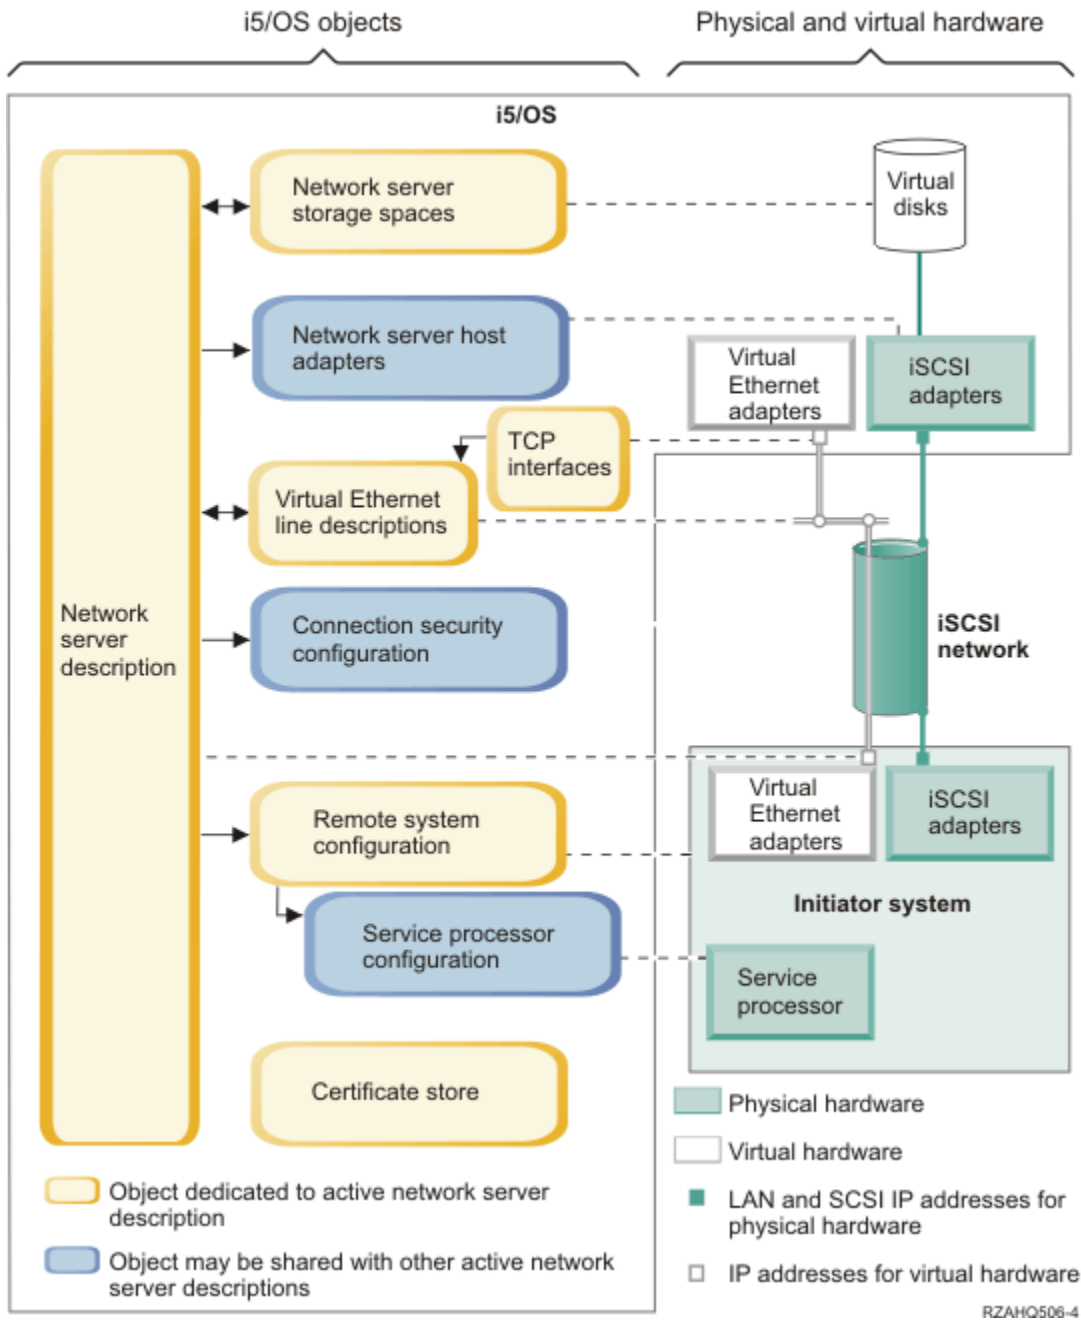 i5/OS objects
Physical and virtual hardware
i5/OS
Network server
storage spaces
Virtual
disks
Network server host
adapters
Virtual
Ethernet
adapters
iSCSI
adapters
TCP
interfaces
Virtual Ethernet
line descriptions
Network
server
description
Connection security
configuration
iSCSI
network
Remote system
configuration
Virtual
Ethernet
adapters
iSCSI
adapters
Initiator system
Service processor
configuration
Service
processor
Certificate store
Physical hardware
Virtual hardware
LAN and SCSI IP addresses for
physical hardware
IP addresses for virtual hardware
Object dedicated to active network server
description
Object may be shared with other active network
server descriptions
RZAHQ506-4